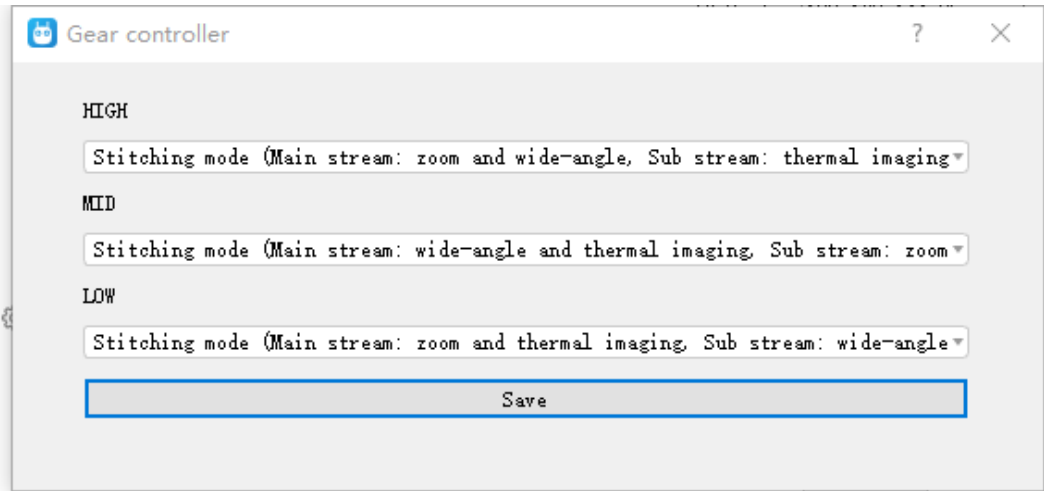 Gear controller
?
HIGH
Stitching mode (Main stream: zoom and wide-angle, Sub stream: thermal imaging
MID
Stitching mode (Main stream: wide-angle and thermal imaging, Sub stream: zoom
LOW
Stitching mode (Main stream: zoom and thermal imaging, Sub stream: wide-angle
Save